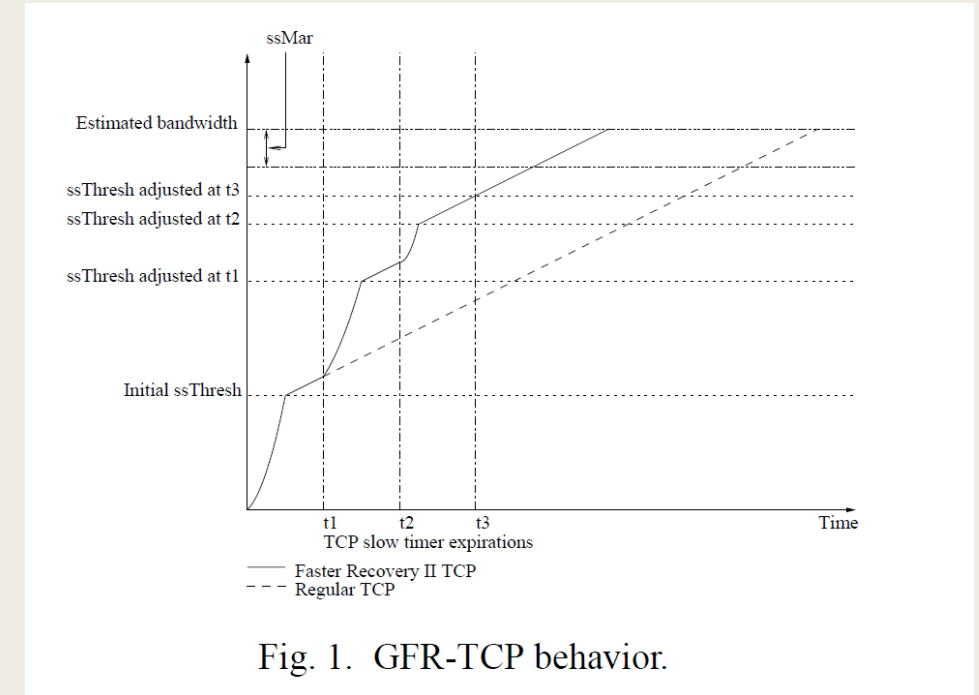 ssMar
Estimated bandwidth
ssThresh adjusted at t3
ssThresh adjusted at t2
ssThresh adjusted at t1
Initial ssThresh
t1 t2 t3 Time
TCP slow timer expirations
Faster Recovery II TCP
Regular TCP
Fig. 1. GFR-TCP behavior.